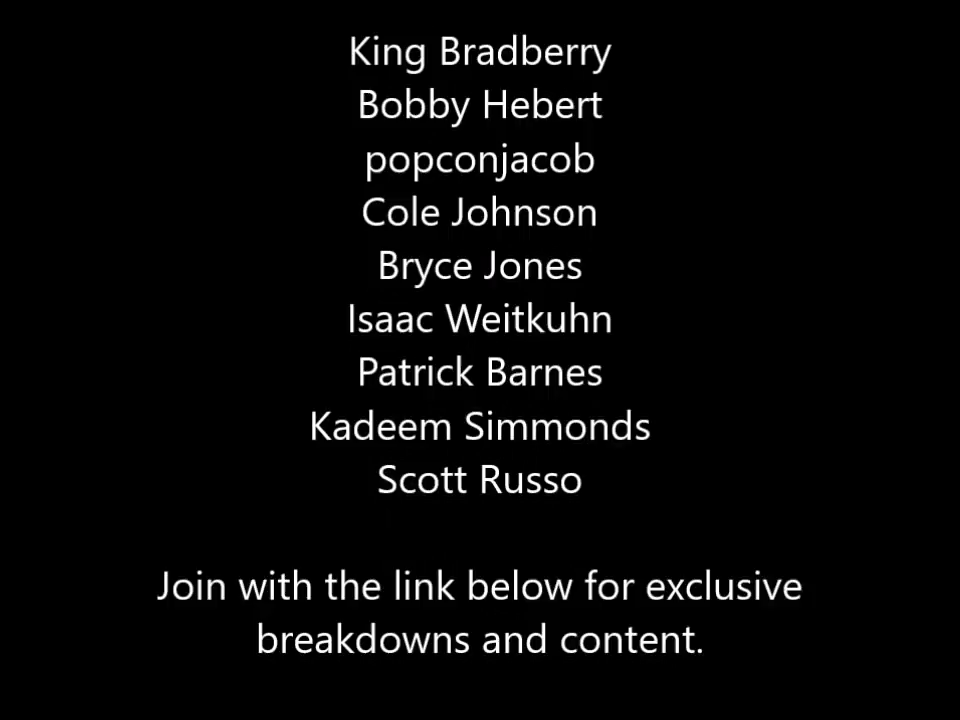 King Bradberry
Bobby Hebert
popconjacob
Cole Johnson
Bryce Jones
Isaac Weitkuhn
Patrick Barnes
Kadeem Simmonds
Scott Russo
Join with the link below for exclusive
breakdowns and content.